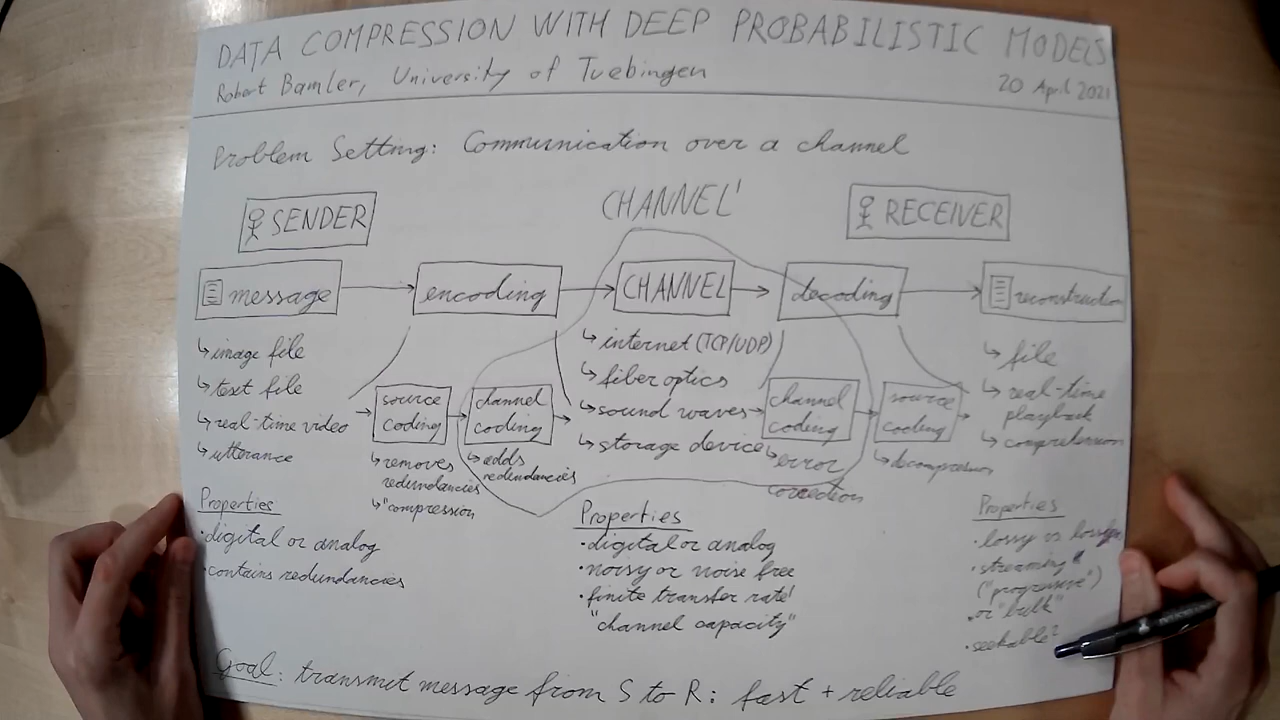 DATA COMPRESSION WITH DEEP PROBABILISTIC MODELS
Robert Bamler, University of Tuebingen
20 April 2021
Problem Setting: Communication over a channel
SENDER
CHANNEL'
RECEIVER
message
encoding
CHANNEL
decoding
reconstruction
↳ image file
↳ text file
↳ real-time video
↳ utterance
source
coding
channel
coding
↳ removes
redundancies
↳ "compression
↳ adds
redundancies
↳ internet (TCP/UDP)
↳ fiber optics
↳ sound waves
↳ storage device
channel
coding
source
coding
↳ error
correction
↳ decompression
↳ file
↳ real-time
playback
↳ comprehension
Properties
· digital or analog
· contains redundancies
Properties
· digital or analog
· noisy or noise free
· finite transfer rate
"channel capacity"
Properties
· lossy vs lossless
· streaming"
("progressive")
· or "bulk"
· seekable?
Goal: transmit message from S to R: fast + reliable